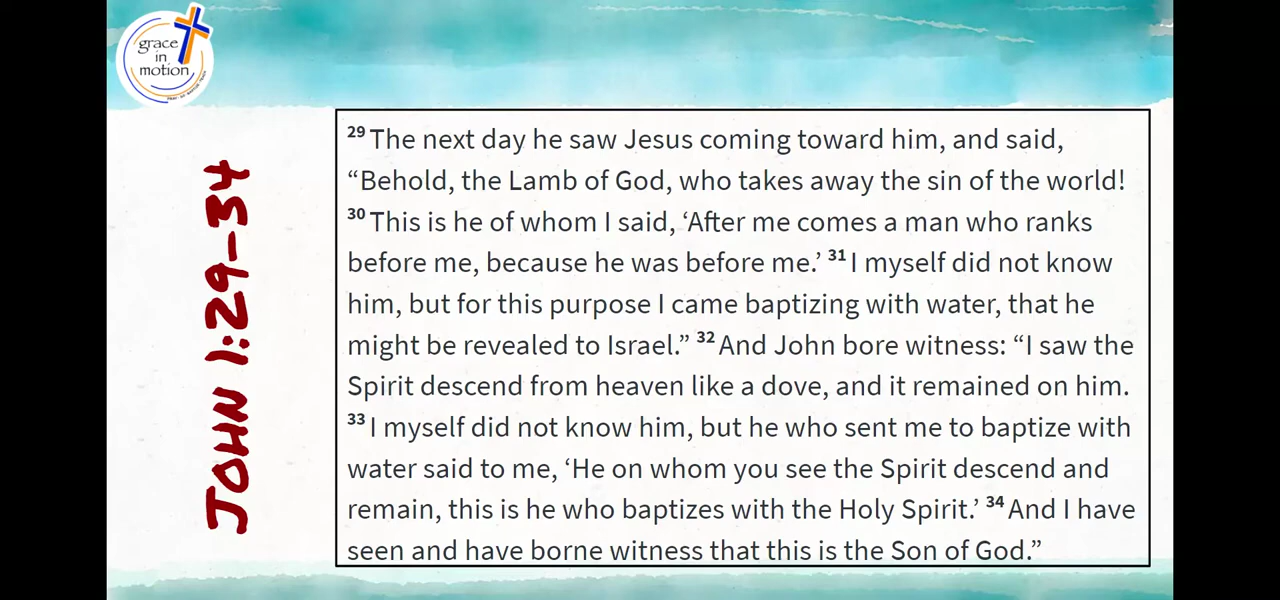 grace
in
motion
JOHN 1:29-34
29 The next day he saw Jesus coming toward him, and said,
“Behold, the Lamb of God, who takes away the sin of the world!
30 This is he of whom I said, ‘After me comes a man who ranks
before me, because he was before me.’ 31 I myself did not know
him, but for this purpose I came baptizing with water, that he
might be revealed to Israel.” 32 And John bore witness: “I saw the
Spirit descend from heaven like a dove, and it remained on him.
33 I myself did not know him, but he who sent me to baptize with
water said to me, ‘He on whom you see the Spirit descend and
remain, this is he who baptizes with the Holy Spirit.’ 34 And I have
seen and have borne witness that this is the Son of God.”